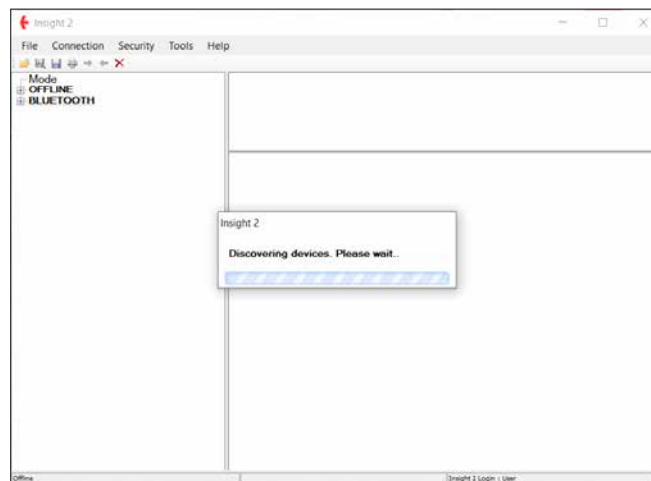 Insight 2
File Connection Security Tools Help
Mode
OFFLINE
BLUETOOTH
Insight 2
Discovering devices. Please wait..
Offline
Insight 2 Login : User